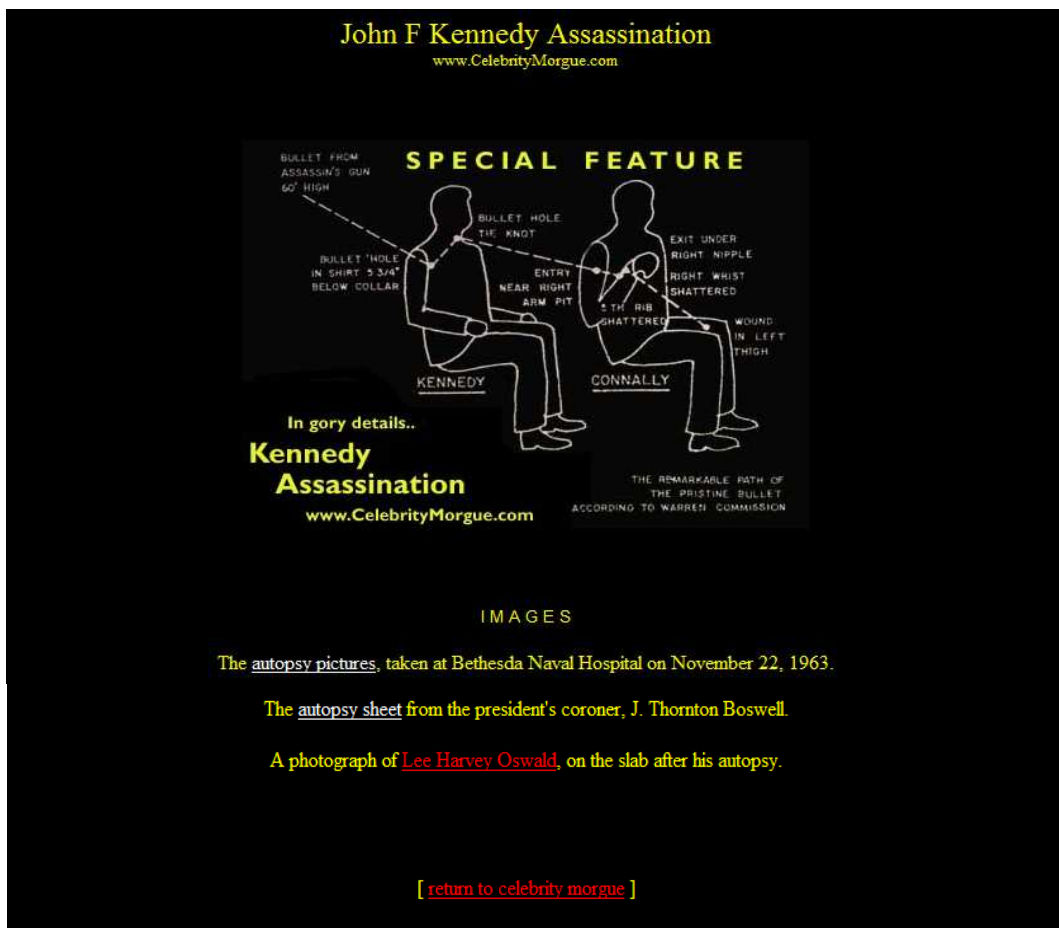 John F Kennedy Assassination
www.CelebrityMorgue.com
SPECIAL FEATURE
BULLET FROM
ASSASSIN'S GUN
60' HIGH
BULLET HOLE
TIE KNOT
BULLET 'HOLE
IN SHIRT 5 3/4"
BELOW COLLAR
ENTRY
NEAR RIGHT
ARM PIT
EXIT UNDER
RIGHT NIPPLE
RIGHT WRIST
SHATTERED
TH RIB
SHATTERED
WOUND
IN LEFT
THIGH
KENNEDY
CONNALLY
In gory details..
Kennedy
Assassination
www.CelebrityMorgue.com
THE REMARKABLE PATH OF
THE PRISTINE BULLET
ACCORDING TO WARREN COMMISSION
IMAGES
The autopsy pictures, taken at Bethesda Naval Hospital on November 22, 1963.
The autopsy sheet from the president's coroner, J. Thornton Boswell.
A photograph of Lee Harvey Oswald, on the slab after his autopsy.
[ return to celebrity morgue ]